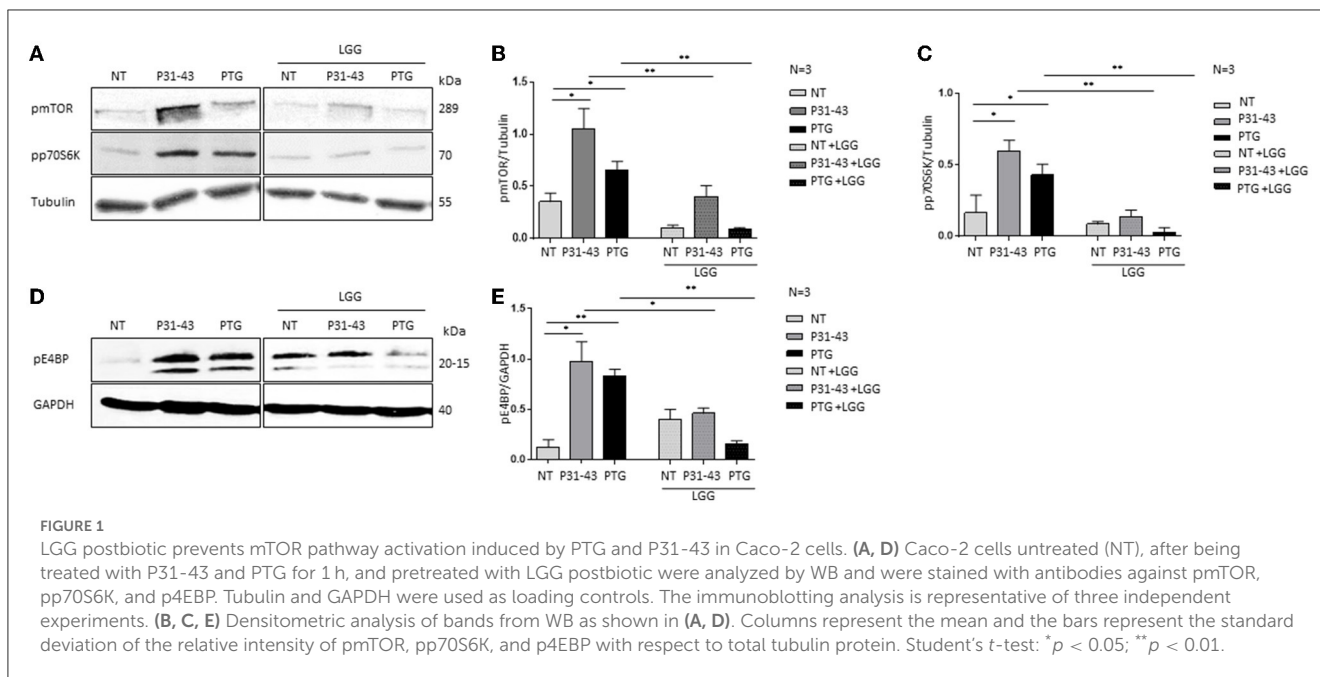 A
LGG
NT P31-43 PTG NT P31-43 PTG kDa
pmTOR 289
pp70S6K 70
Tubulin 55
B
** 
**
*
*
pmTOR/Tubulin
1.5
1.0
0.5
0.0
NT P31-43 PTG NT P31-43 PTG
LGG
N=3
NT
P31-43
PTG
NT +LGG
P31-43 +LGG
PTG +LGG
C
**
**
*
*
pp70S6K/Tubulin
1.0
0.5
0.0
NT P31-43 PTG NT P31-43 PTG
LGG
N=3
NT
P31-43
PTG
NT +LGG
P31-43 +LGG
PTG +LGG
D
LGG
NT P31-43 PTG NT P31-43 PTG kDa
pE4BP 20-15
GAPDH 40
E
**
*
**
*
pE4BP/GAPDH
1.5
1.0
0.5
0.0
NT P31-43 PTG NT P31-43 PTG
LGG
N=3
NT
P31-43
PTG
NT +LGG
P31-43 +LGG
PTG +LGG
FIGURE 1
LGG postbiotic prevents mTOR pathway activation induced by PTG and P31-43 in Caco-2 cells. (A, D) Caco-2 cells untreated (NT), after being
treated with P31-43 and PTG for 1 h, and pretreated with LGG postbiotic were analyzed by WB and were stained with antibodies against pmTOR,
pp70S6K, and p4EBP. Tubulin and GAPDH were used as loading controls. The immunoblotting analysis is representative of three independent
experiments. (B, C, E) Densitometric analysis of bands from WB as shown in (A, D). Columns represent the mean and the bars represent the standard
deviation of the relative intensity of pmTOR, pp70S6K, and p4EBP with respect to total tubulin protein. Student's t-test: *p < 0.05; **p < 0.01.